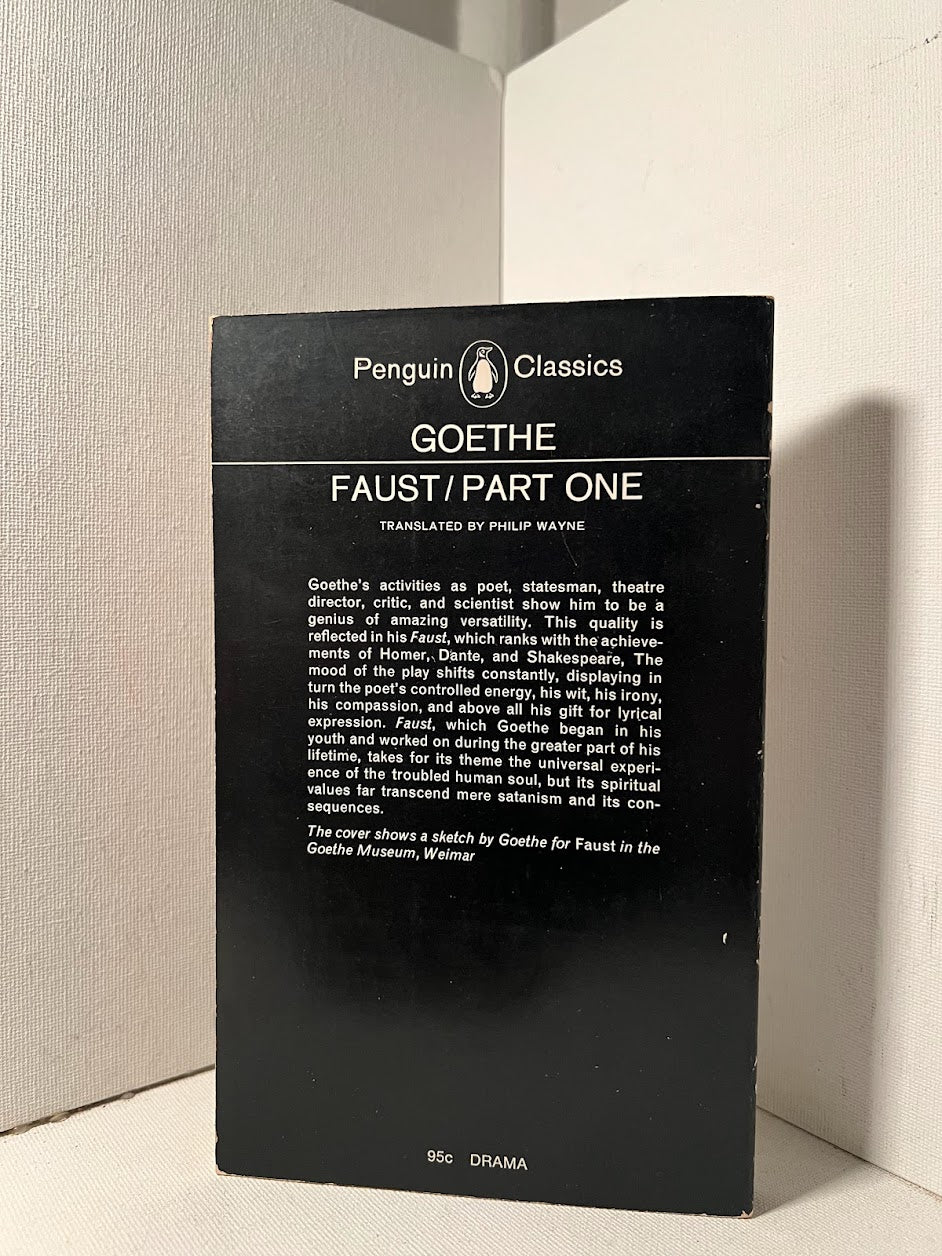 Penguin Classics
GOETHE
FAUST/PART ONE
TRANSLATED BY PHILIP WAYNE
Goethe's activities as poet, statesman, theatre
director, critic, and scientist show him to be a
genius of amazing versatility. This quality is
reflected in his Faust, which ranks with the achieve-
ments of Homer, Dante, and Shakespeare, The
mood of the play shifts constantly, displaying in
turn the poet's controlled energy, his wit, his irony,
his compassion, and above all his gift for lyrical
expression. Faust, which Goethe began in his
youth and worked on during the greater part of his
lifetime, takes for its theme the universal experi-
ence of the troubled human soul, but its spiritual
values far transcend mere satanism and its con-
sequences.
The cover shows a sketch by Goethe for Faust in the
Goethe Museum, Weimar
95c DRAMA